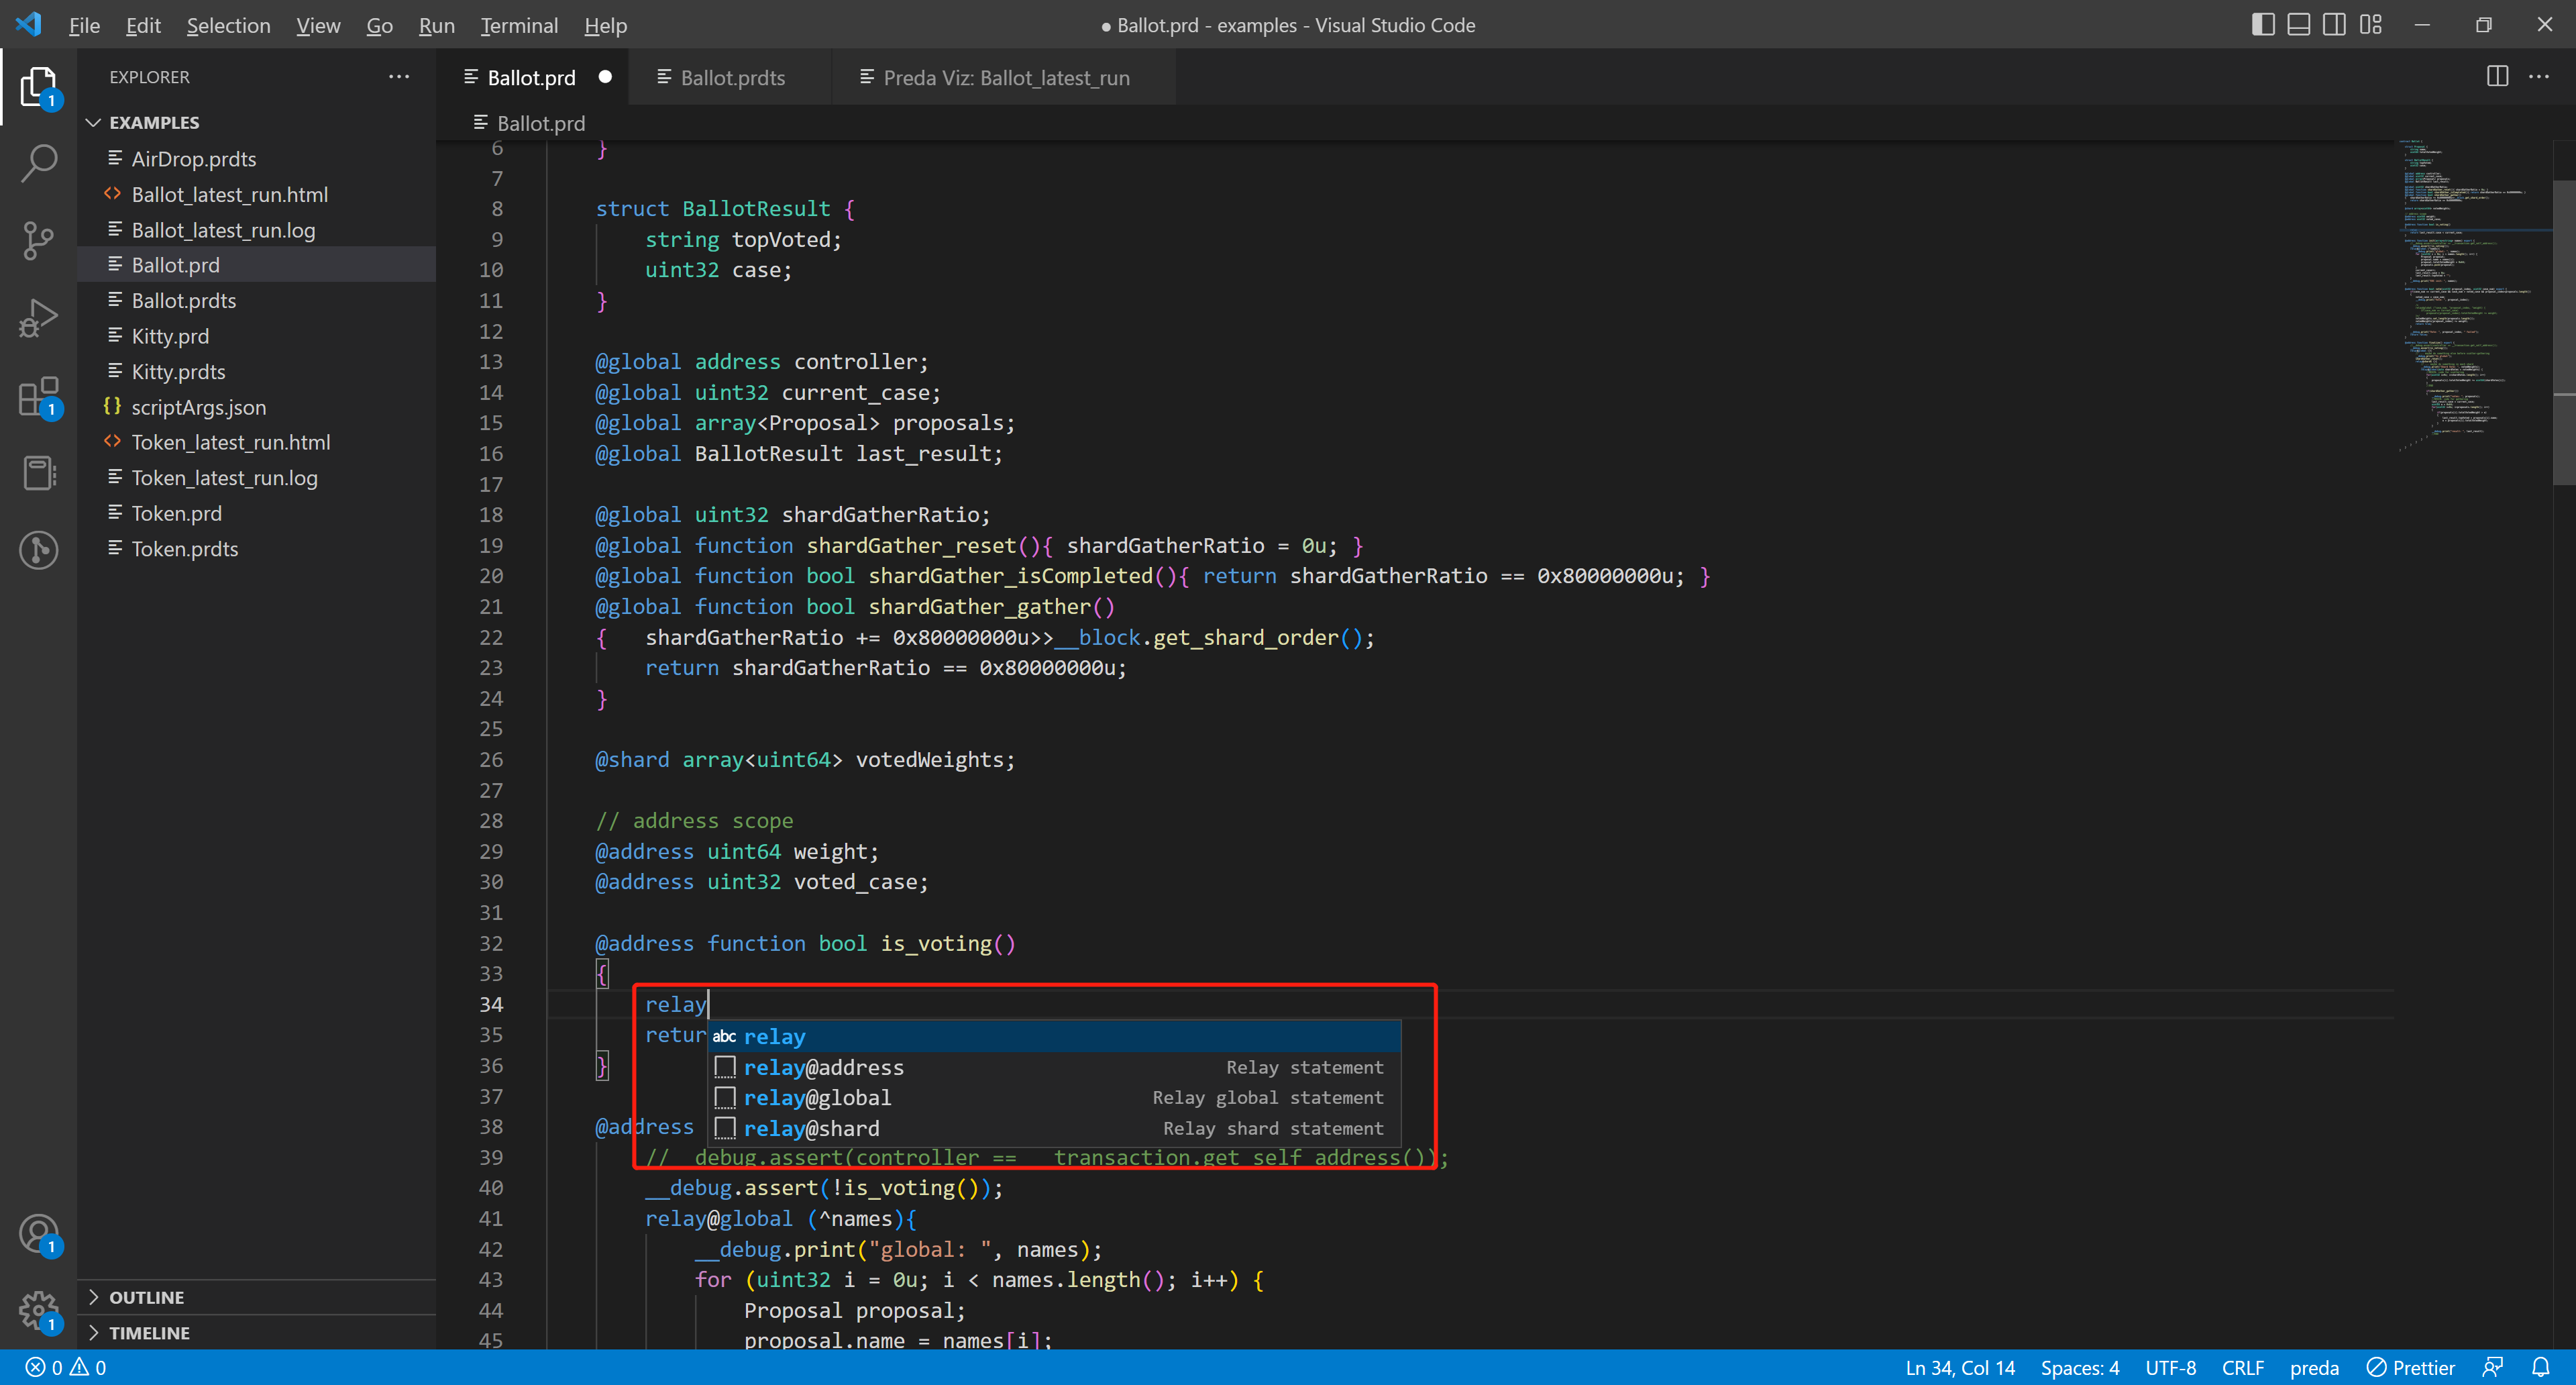 File Edit Selection View Go Run Terminal Help
● Ballot.prd - examples - Visual Studio Code
EXPLORER
EXAMPLES
AirDrop.prdts
Ballot_latest_run.html
Ballot_latest_run.log
Ballot.prd
Ballot.prdts
Kitty.prd
Kitty.prdts
scriptArgs.json
Token_latest_run.html
Token_latest_run.log
Token.prd
Token.prdts
OUTLINE
TIMELINE
1
1
1
1
Ballot.prd Ballot.prdts Preda Viz: Ballot_latest_run
Ballot.prd
6 }
7
8 struct BallotResult {
9 string topVoted;
10 uint32 case;
11 }
12
13 @global address controller;
14 @global uint32 current_case;
15 @global array<Proposal> proposals;
16 @global BallotResult last_result;
17
18 @global uint32 shardGatherRatio;
19 @global function shardGather_reset(){ shardGatherRatio = 0u; }
20 @global function bool shardGather_isCompleted(){ return shardGatherRatio == 0x80000000u; }
21 @global function bool shardGather_gather()
22 { shardGatherRatio += 0x80000000u>>__block.get_shard_order();
23 return shardGatherRatio == 0x80000000u;
24 }
25
26 @shard array<uint64> votedWeights;
27
28 // address scope
29 @address uint64 weight;
30 @address uint32 voted_case;
31
32 @address function bool is_voting()
33 {
34 relay
35 retur
36 }
37
38 @address
abc relay
relay@address Relay statement
relay@global Relay global statement
relay@shard Relay shard statement
39 // debug.assert(controller == transaction.get self address());
40 __debug.assert(!is_voting());
41 relay@global (^names){
42 __debug.print("global: ", names);
43 for (uint32 i = 0u; i < names.length(); i++) {
44 Proposal proposal;
45 proposal.name = names[i];
0 0
Ln 34, Col 14 Spaces: 4 UTF-8 CRLF preda Prettier